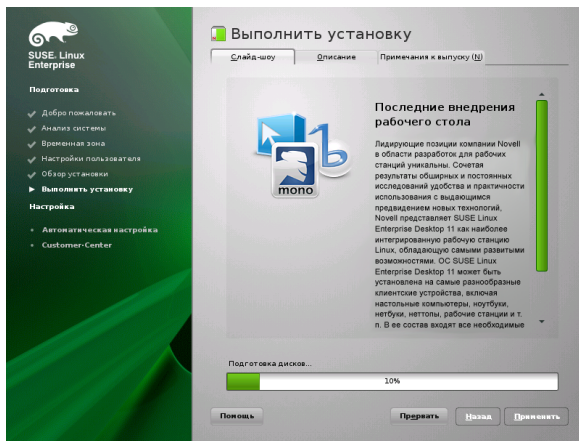 SUSE. Linux
Enterprise
Подготовка
Добро пожаловать
Анализ системы
Временная зона
Настройки пользователя
Обзор установки
Выполнить установку
Настройка
Автоматическая настройка
Customer-Center
Выполнить установку
Слайд-шоу
Описание
Примечания к выпуску (N)
mono
Последние внедрения
рабочего стола
Лидирующие позиции компании Novell
в области разработок для рабочих
станций уникальны. Сочетая
результаты обширных и постоянных
исследований удобства и практичности
использования с выдающимся
предвидением новых технологий,
Novell представляет SUSE Linux
Enterprise Desktop 11 как наиболее
интегрированную рабочую станцию
Linux, обладающую самыми развитыми
возможностями. ОС SUSE Linux
Enterprise Desktop 11 может быть
установлена на самые разнообразные
клиентские устройства, включая
настольные компьютеры, ноутбуки,
нетбуки, неттопы, рабочие станции и т.
п. В ее состав входят все необходимые
Подготовка дисков...
10%
Помощь
Прервать
Назад
Применить